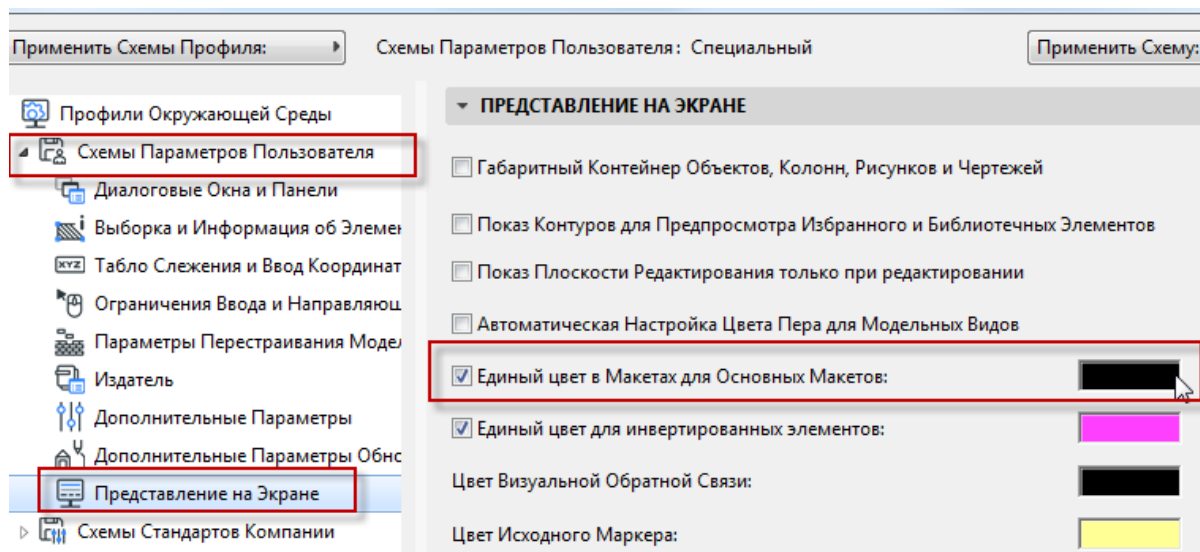 Применить Схемы Профиля:
Схемы Параметров Пользователя: Специальный
Применить Схему:
Профили Окружающей Среды
Схемы Параметров Пользователя
Диалоговые Окна и Панели
Выборка и Информация об Элемен
Табло Слежения и Ввод Координат
Ограничения Ввода и Направляющ
Параметры Перестраивания Модел
Издатель
Дополнительные Параметры
Дополнительные Параметры Обно
Представление на Экране
Схемы Стандартов Компании
ПРЕДСТАВЛЕНИЕ НА ЭКРАНЕ
Габаритный Контейнер Объектов, Колонн, Рисунков и Чертежей
Показ Контуров для Предпросмотра Избранного и Библиотечных Элементов
Показ Плоскости Редактирования только при редактировании
Автоматическая Настройка Цвета Пера для Модельных Видов
Единый цвет в Макетах для Основных Макетов:
Единый цвет для инвертированных элементов:
Цвет Визуальной Обратной Связи:
Цвет Исходного Маркера: